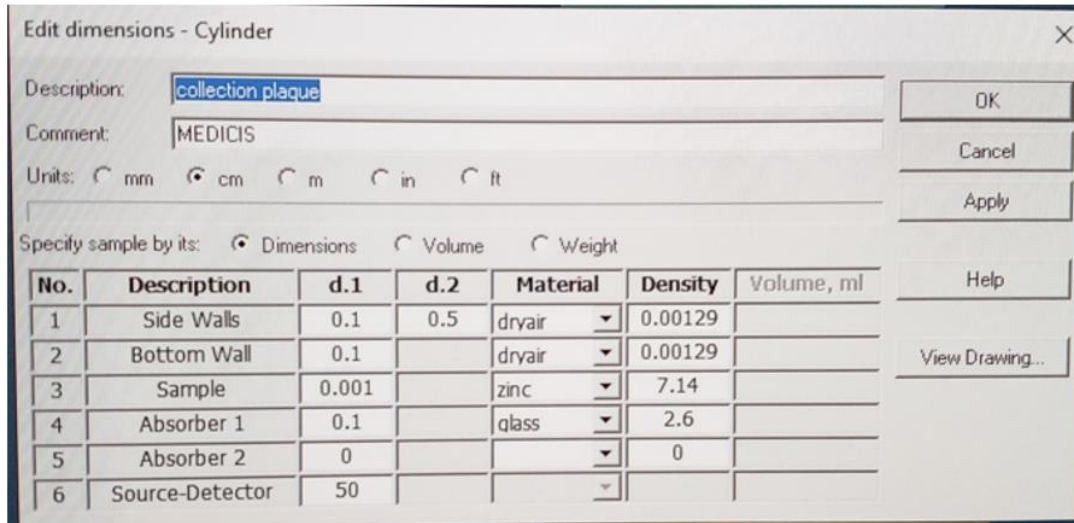 Edit dimensions - Cylinder
Description: collection plaque
OK
Comment: MEDICIS
Cancel
Units: mm cm m in ft
Apply
Specify sample by its: Dimensions Volume Weight
No. Description d.1 d.2 Material Density Volume, ml
Help
1 Side Walls 0.1 0.5 dryair 0.00129
2 Bottom Wall 0.1 dryair 0.00129
View Drawing...
3 Sample 0.001 zinc 7.14
4 Absorber 1 0.1 glass 2.6
5 Absorber 2 0 0
6 Source-Detector 50